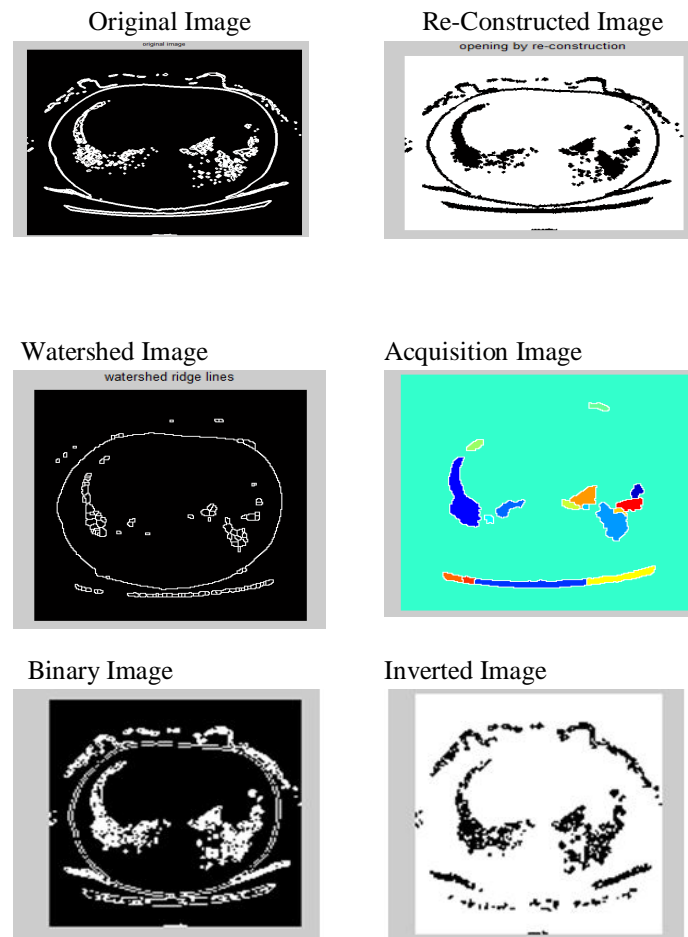 Original Image
Re-Constructed Image
original image
opening by re-construction
Watershed Image
Acquisition Image
watershed ridge lines
Binary Image
Inverted Image